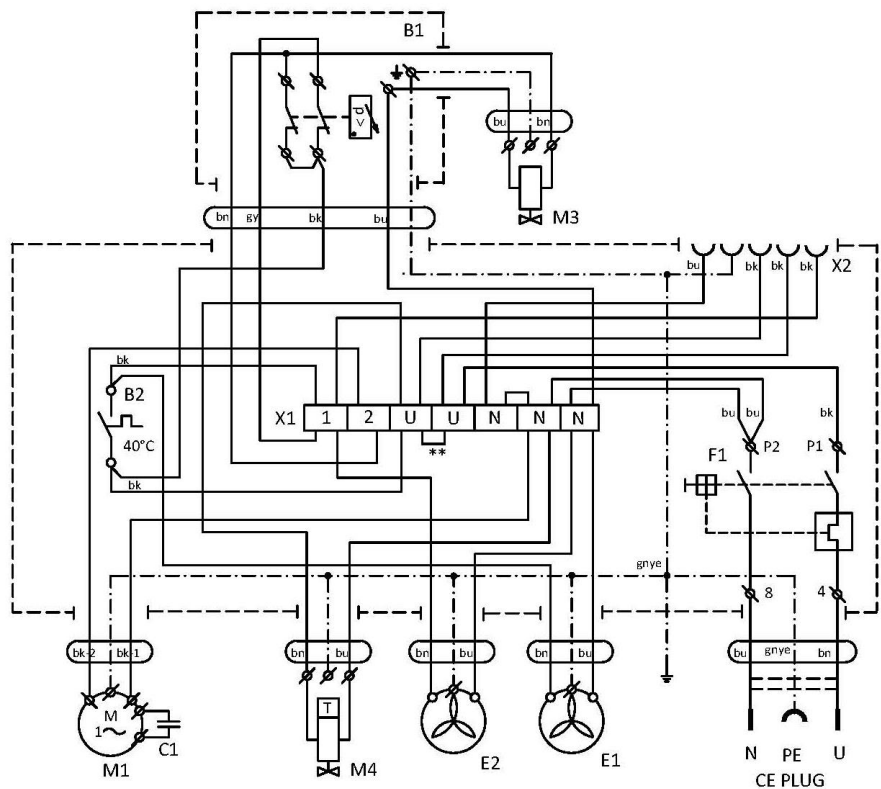 B1
<p
bu bn
M3
bn gy bk bu
bu bk bk bk
X2
bk
B2
40°C
bk
X1 1 2 U U N N N
**
bu bu bk
F1 P2 P1
gnye
8 4
bk-2 bk-1 bn bu bn bu bn bu bu gnye bn
M
1~
C1
M1
T
M4
E2
E1
N PE U
CE PLUG